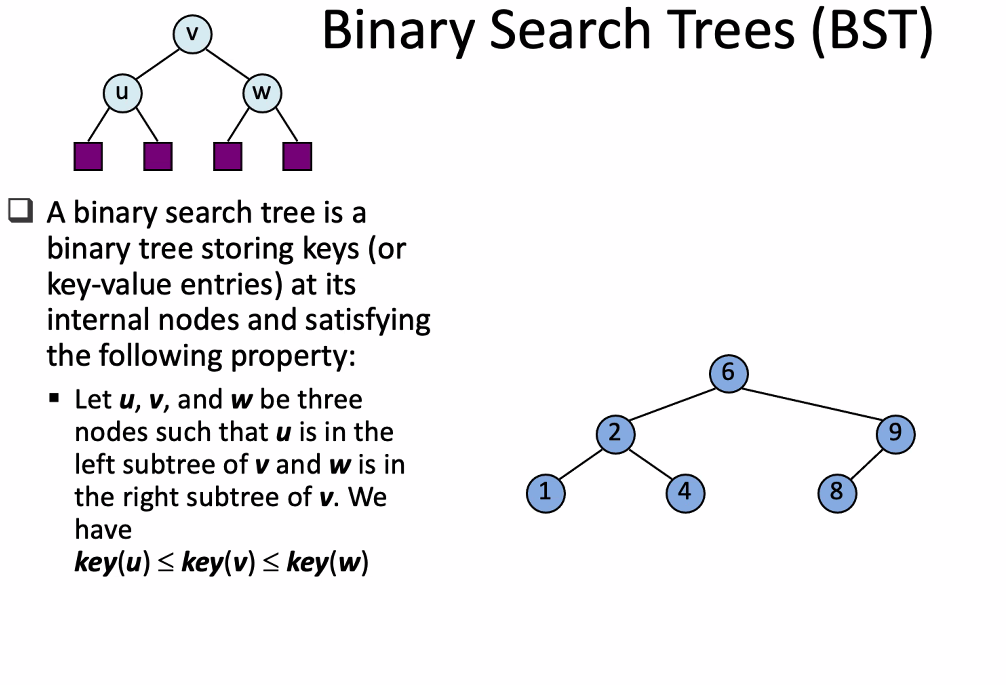 Binary Search Trees (BST)
v
u w
❑ A binary search tree is a
binary tree storing keys (or
key-value entries) at its
internal nodes and satisfying
the following property:
▪ Let u, v, and w be three
nodes such that u is in the
left subtree of v and w is in
the right subtree of v. We
have
key(u) ≤ key(v) ≤ key(w)
6
2 9
1 4 8